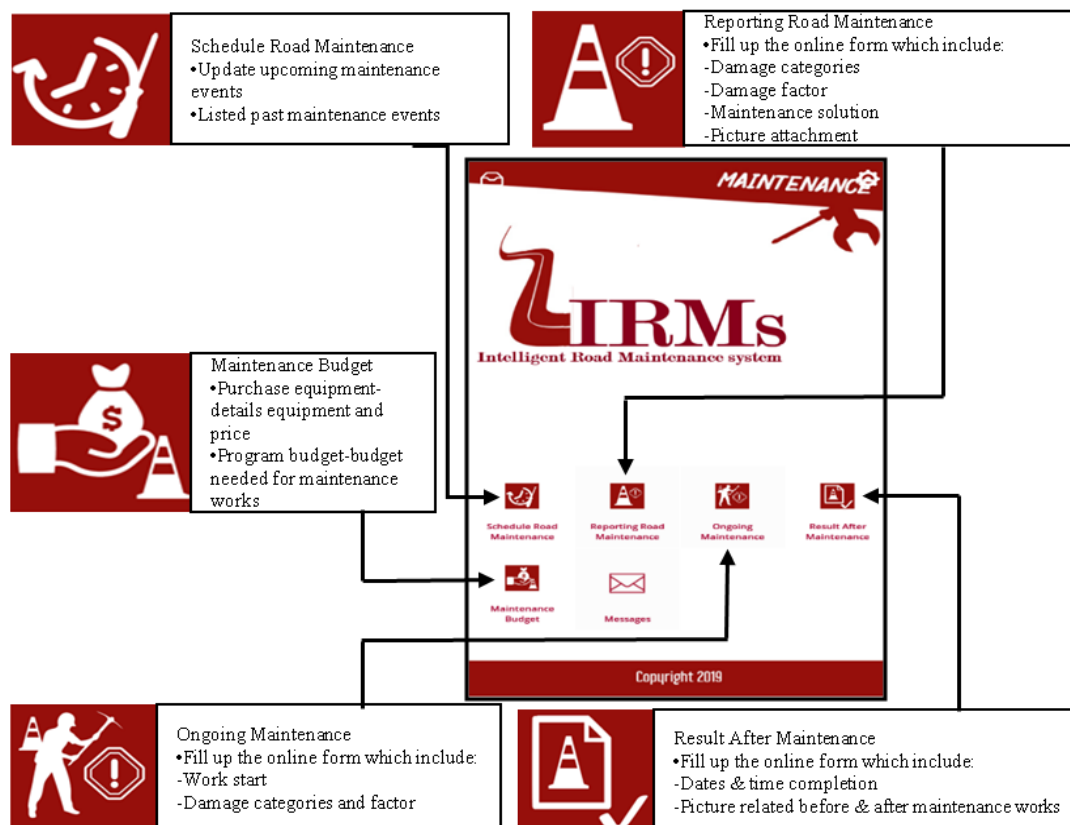 Schedule Road Maintenance
•Update upcoming maintenance
events
•Listed past maintenance events
Reporting Road Maintenance
•Fill up the online form which include:
-Damage categories
-Damage factor
-Maintenance solution
-Picture attachment
MAINTENANCE
IRMs
Intelligent Road Maintenance system
Maintenance Budget
•Purchase equipment-
details equipment and
price
•Program budget-budget
needed for maintenance
works
$
Schedule Road
Maintenance
Reporting Road
Maintenance
Ongoing
Maintenance
Result After
Maintenance
Maintenance
Budget
Messages
Copyright 2019
Ongoing Maintenance
•Fill up the online form which include:
-Work start
-Damage categories and factor
Result After Maintenance
•Fill up the online form which include:
-Dates & time completion
-Picture related before & after maintenance works